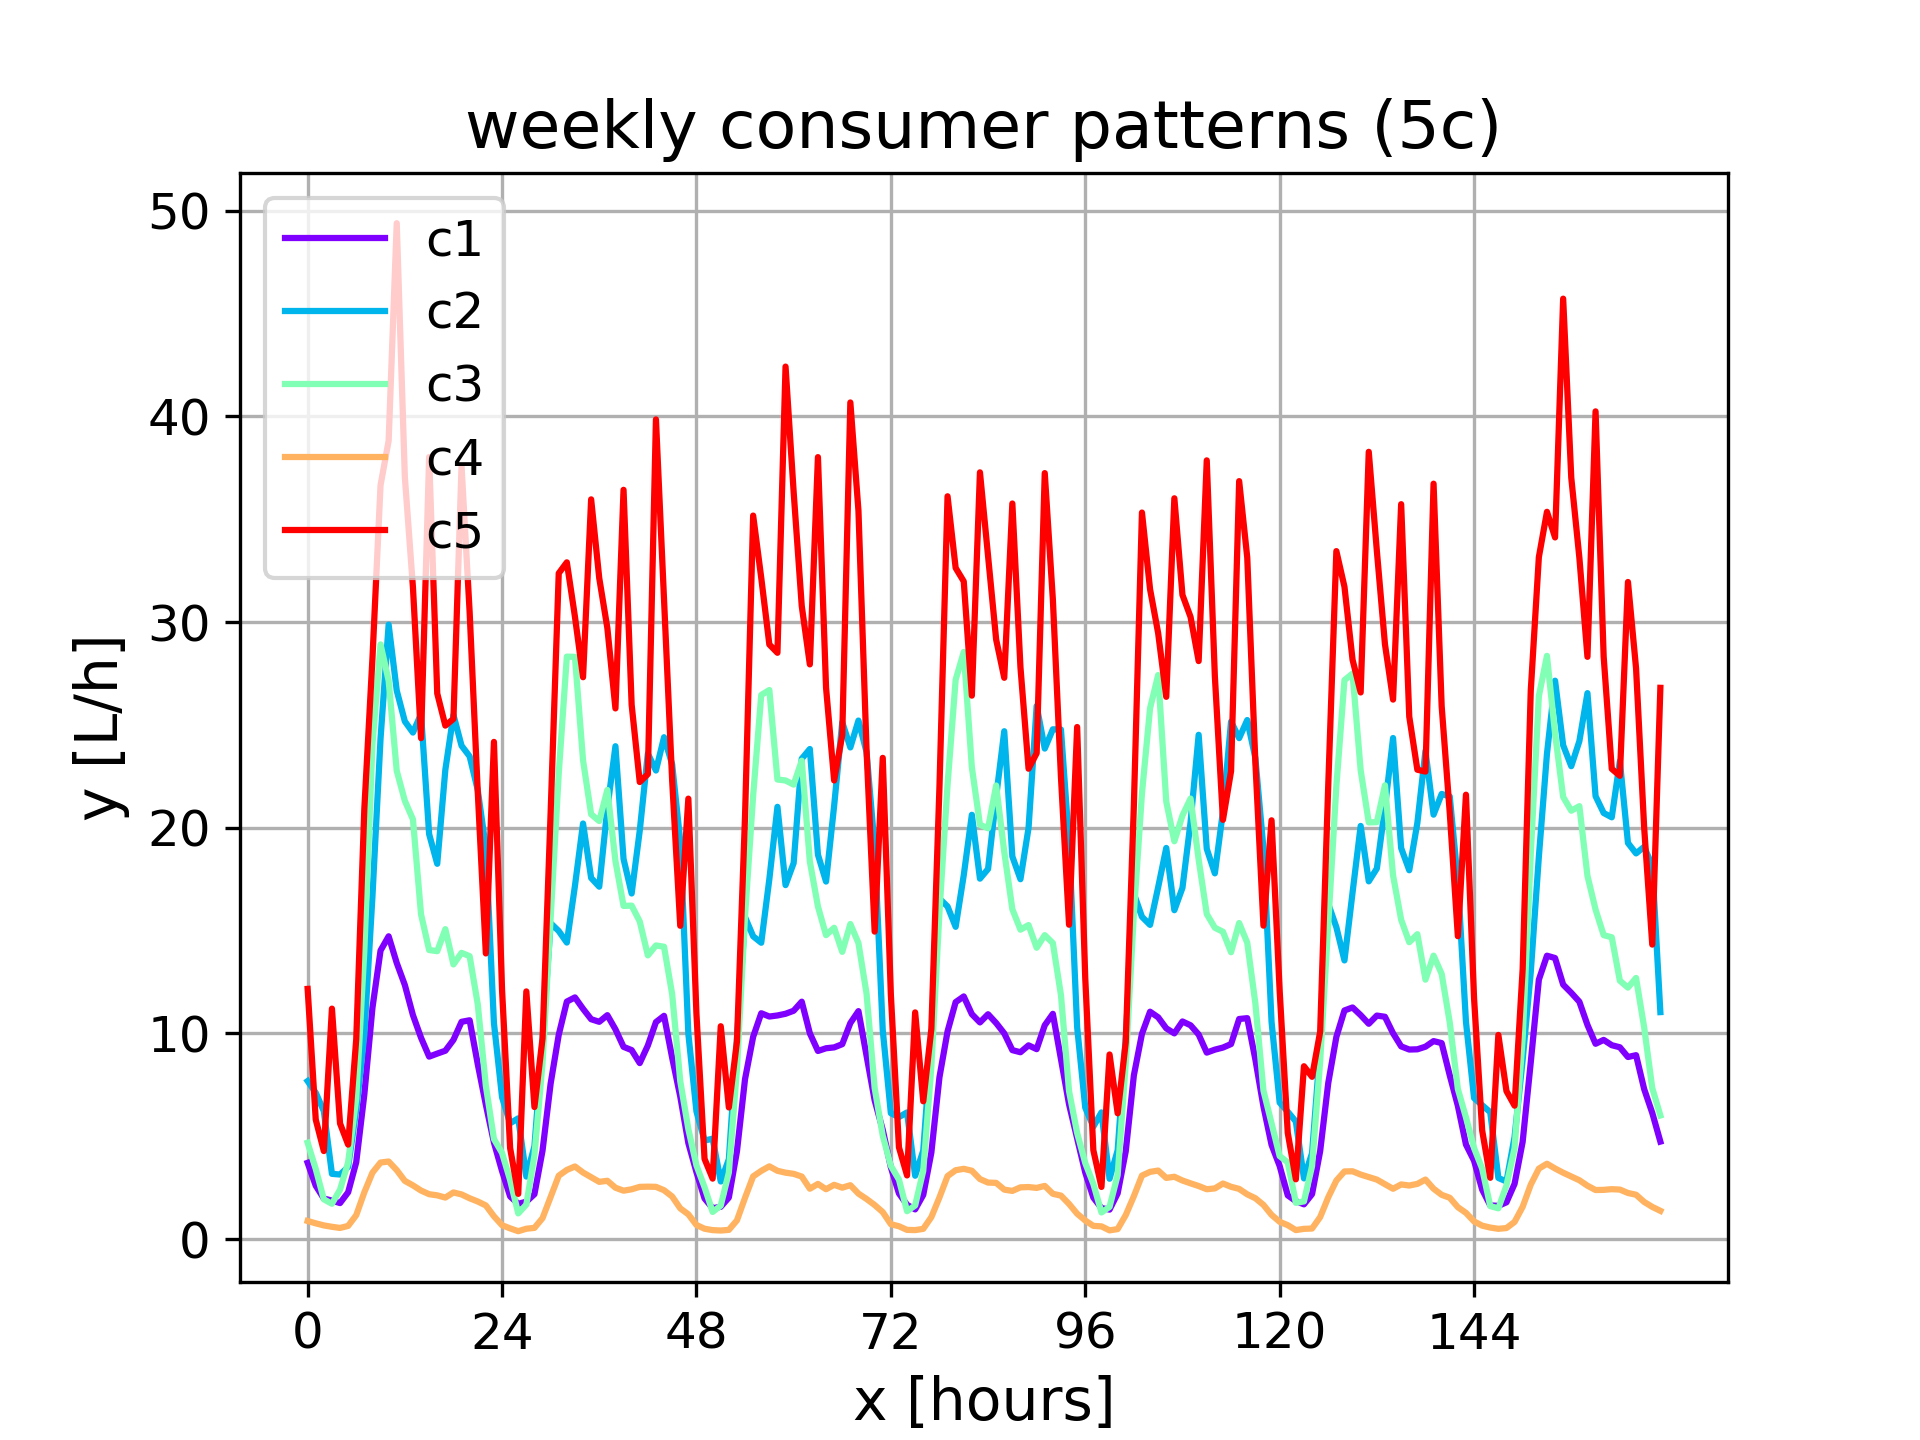 weekly consumer patterns (5c)
y [L/h]
50
40
30
20
10
0
c1
c2
c3
c4
c5
0 24 48 72 96 120 144
x [hours]